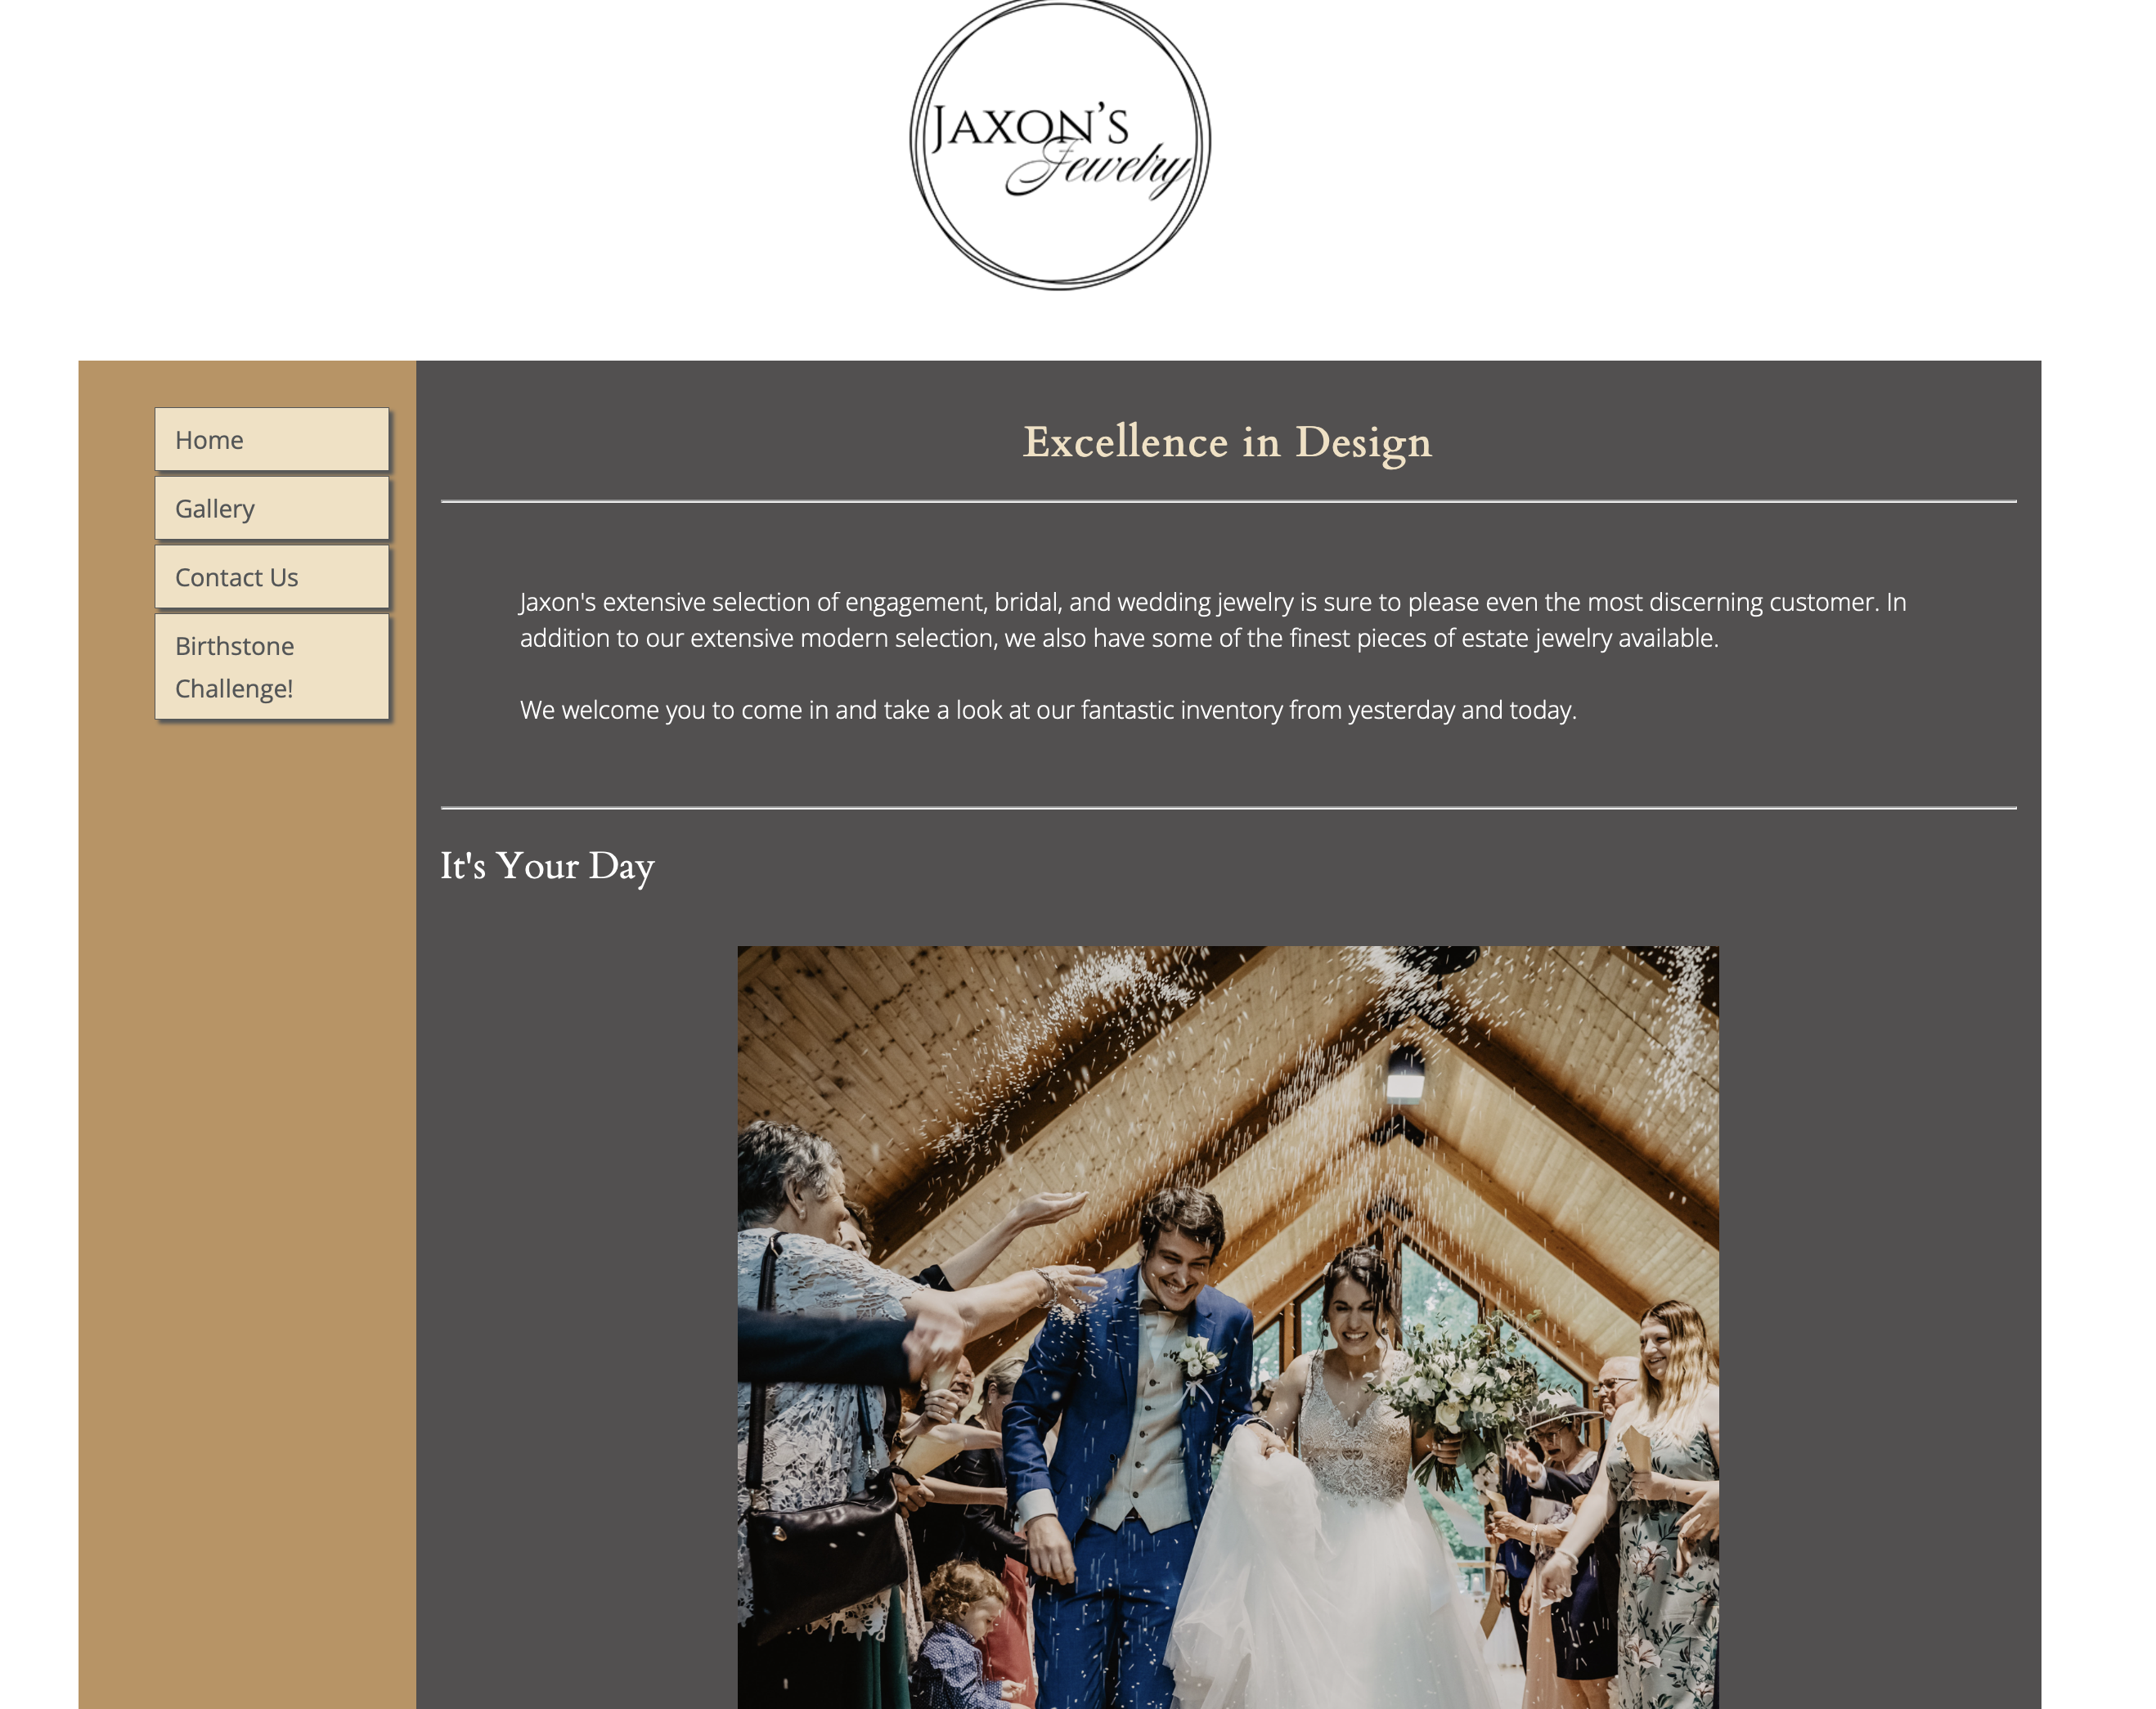 JAXON'S
Jewelry
Home
Gallery
Contact Us
Birthstone
Challenge!
Excellence in Design
Jaxon's extensive selection of engagement, bridal, and wedding jewelry is sure to please even the most discerning customer. In
addition to our extensive modern selection, we also have some of the finest pieces of estate jewelry available.
We welcome you to come in and take a look at our fantastic inventory from yesterday and today.
It's Your Day